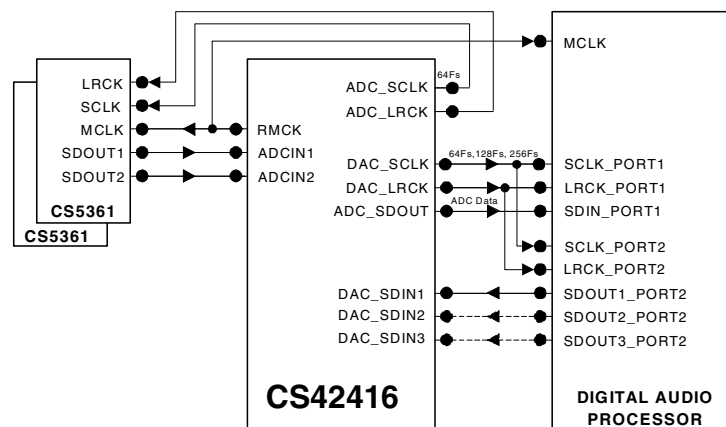 LRCK
SCLK
MCLK
SDOUT1
SDOUT2
CS5361
CS5361
64Fs
ADC_SCLK
ADC_LRCK
RMCK
ADCIN1
ADCIN2
DAC_SCLK
DAC_LRCK
ADC_SDOUT
DAC_SDIN1
DAC_SDIN2
DAC_SDIN3
CS42416
64Fs,128Fs, 256Fs
ADC Data
MCLK
SCLK_PORT1
LRCK_PORT1
SDIN_PORT1
SCLK_PORT2
LRCK_PORT2
SDOUT1_PORT2
SDOUT2_PORT2
SDOUT3_PORT2
DIGITAL AUDIO
PROCESSOR